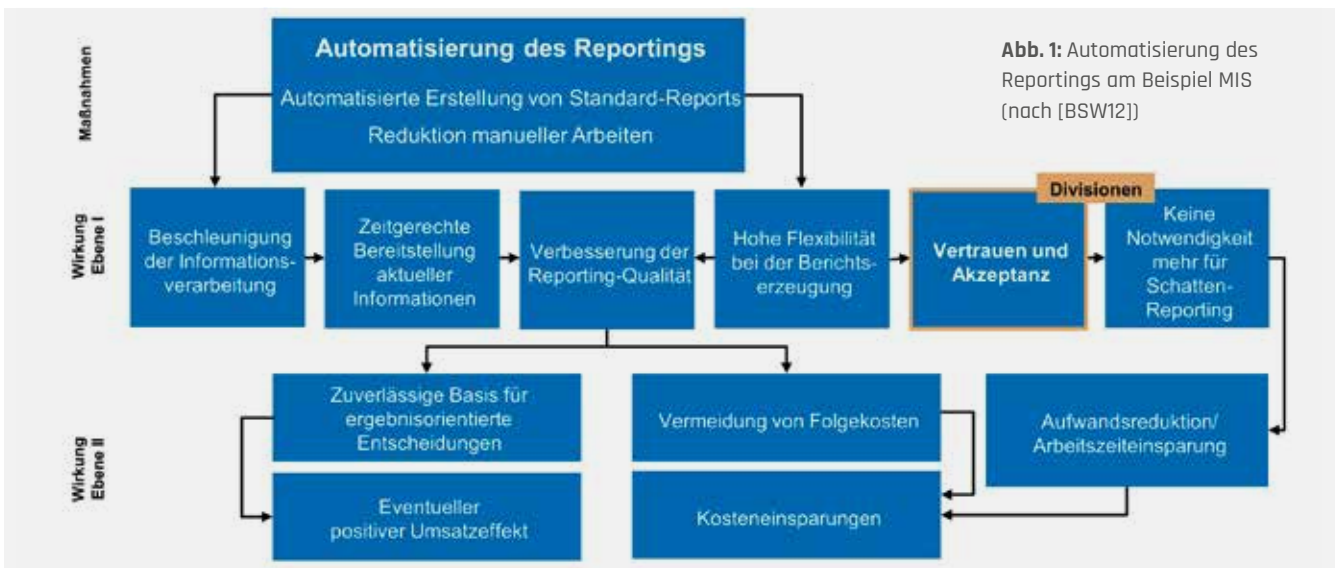 Maßnahmen
Automatisierung des Reportings
Automatisierte Erstellung von Standard-Reports
Reduktion manueller Arbeiten
Abb. 1: Automatisierung des
Reportings am Beispiel MIS
(nach [BSW12])
Wirkung
Ebene I
Beschleunigung
der Informations-
verarbeitung
Zeitgerechte
Bereitstellung
aktueller
Informationen
Verbesserung der
Reporting-Qualität
Hohe Flexibilität
bei der Berichts-
erzeugung
Divisionen
Vertrauen und
Akzeptanz
Keine
Notwendigkeit
mehr für
Schatten-
Reporting
Wirkung
Ebene II
Zuverlässige Basis für
ergebnisorientierte
Entscheidungen
Vermeidung von Folgekosten
Aufwandsreduktion/
Arbeitszeiteinsparung
Eventueller
positiver Umsatzeffekt
Kosteneinsparungen